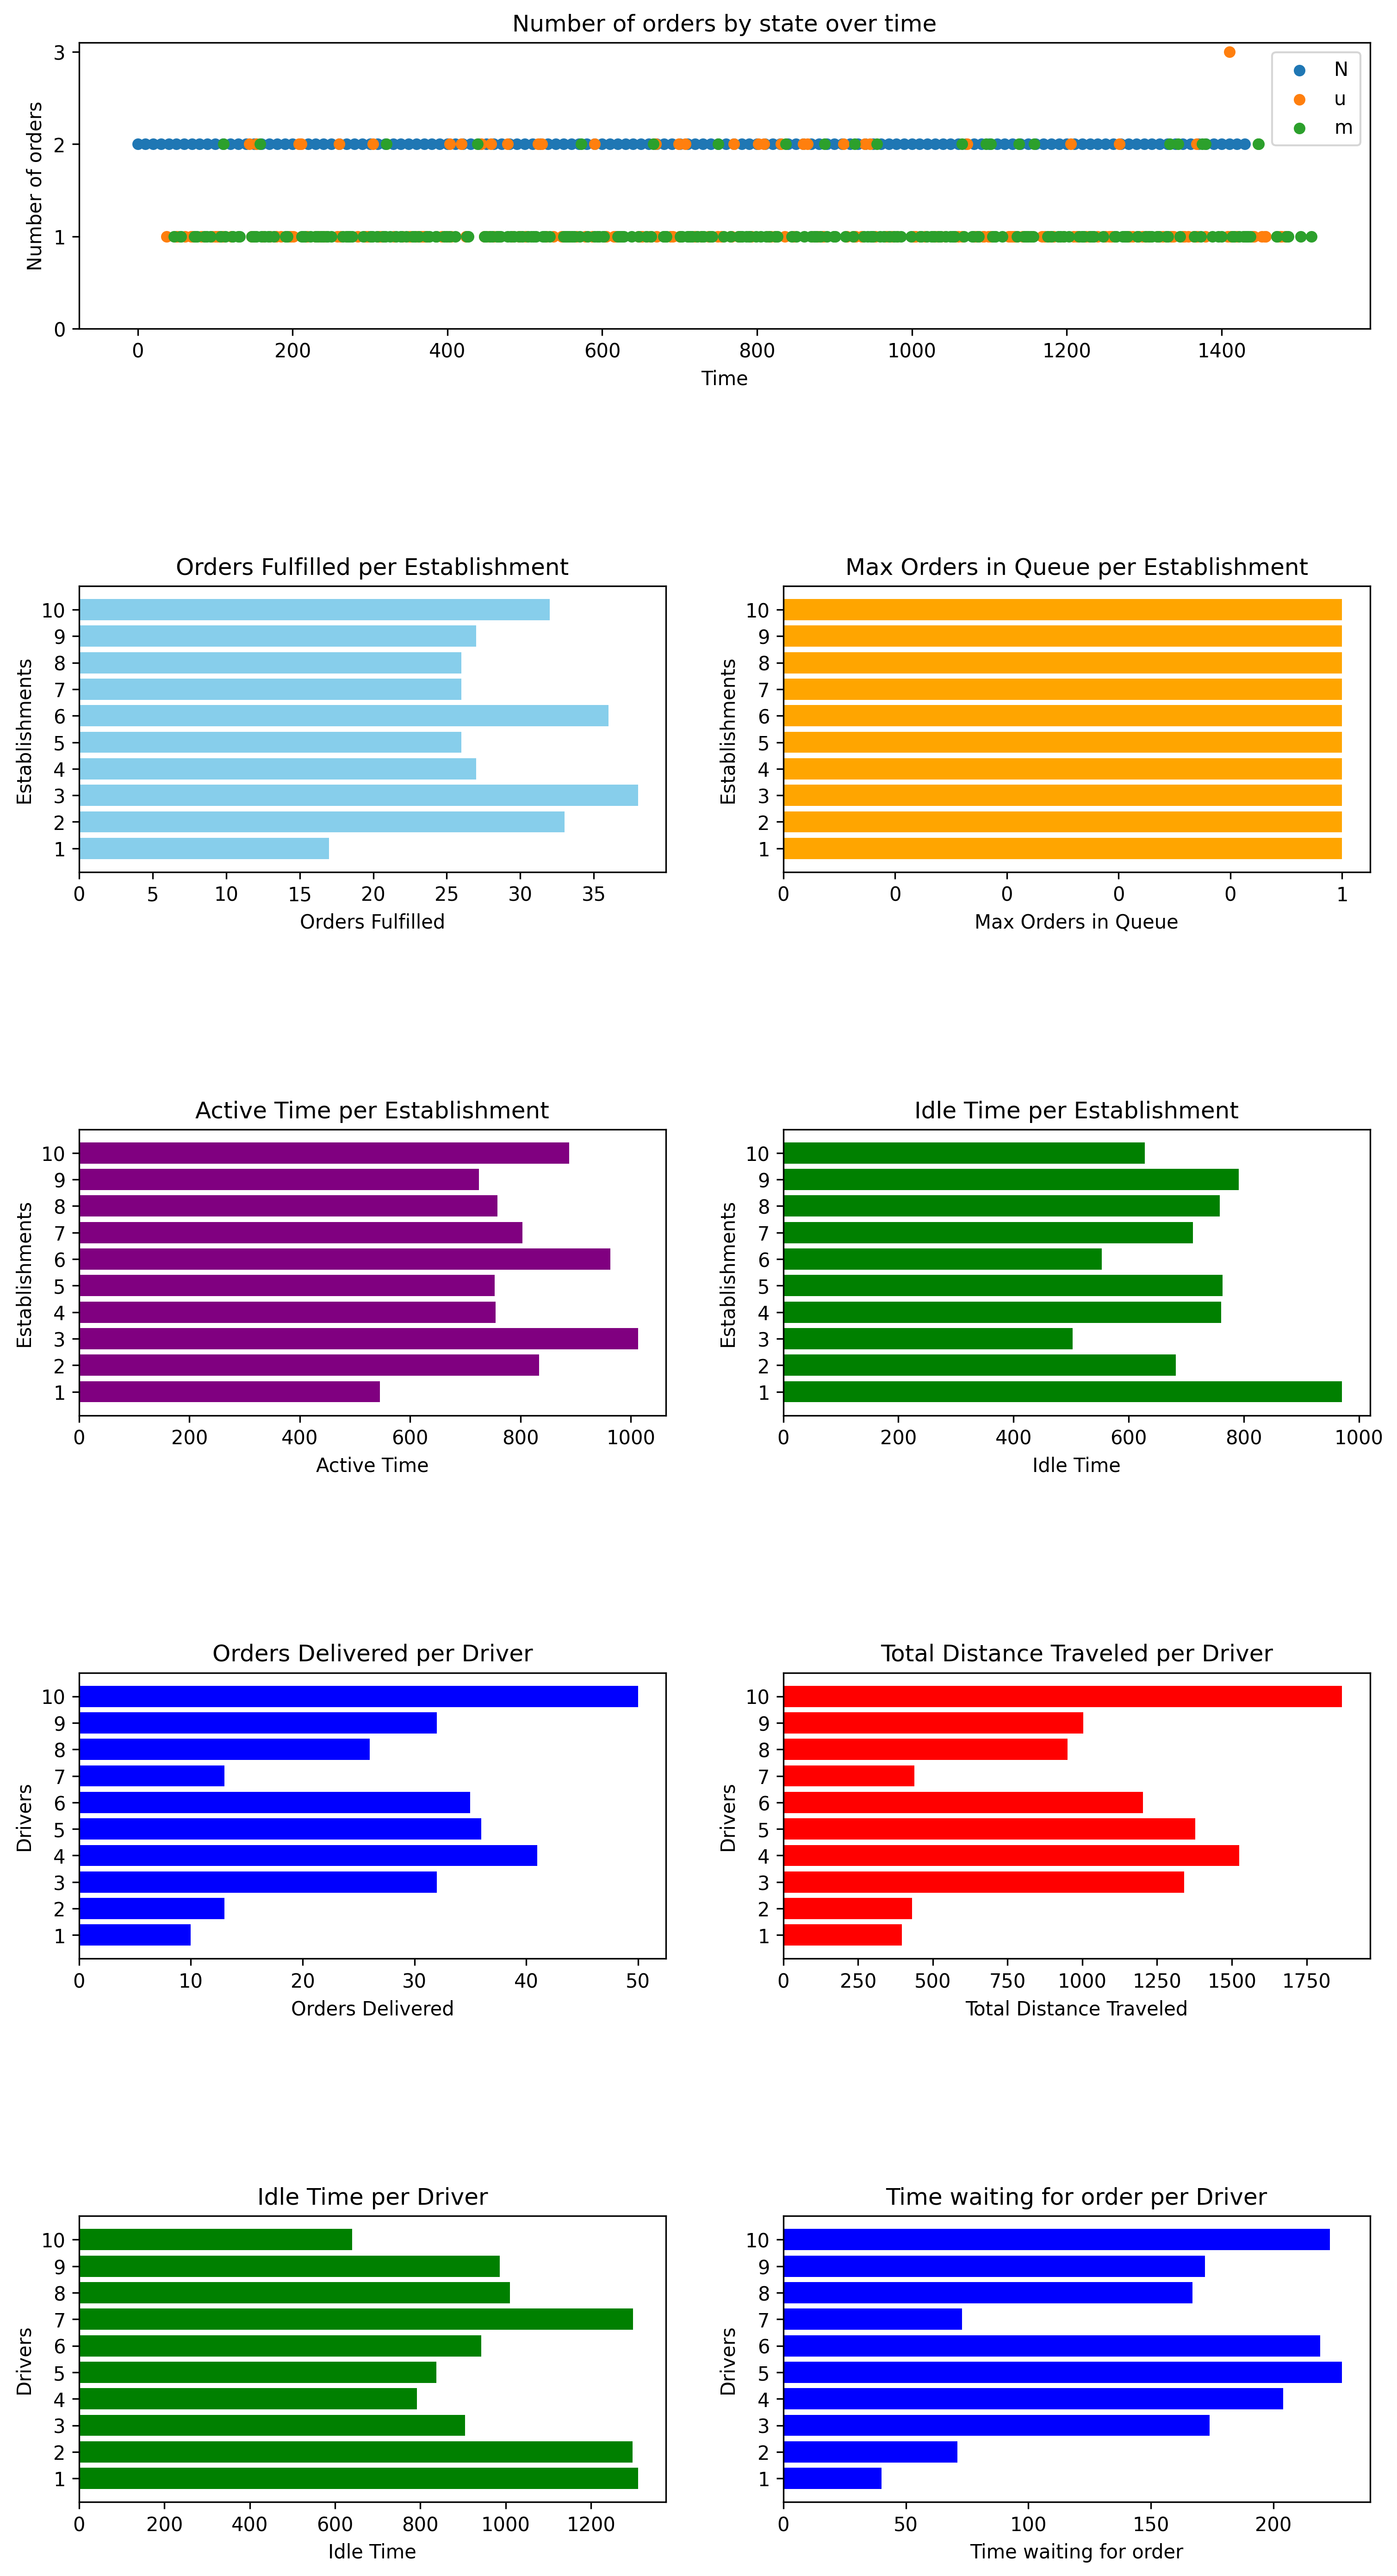 Number of orders by state over time
Number of orders
3
2
1
0
N
u
m
0 200 400 600 800 1000 1200 1400
Time
Orders Fulfilled per Establishment
Establishments
10
9
8
7
6
5
4
3
2
1
0 5 10 15 20 25 30 35
Orders Fulfilled
Max Orders in Queue per Establishment
Establishments
10
9
8
7
6
5
4
3
2
1
0 0 0 0 0 1
Max Orders in Queue
Active Time per Establishment
Establishments
10
9
8
7
6
5
4
3
2
1
0 200 400 600 800 1000
Active Time
Idle Time per Establishment
Establishments
10
9
8
7
6
5
4
3
2
1
0 200 400 600 800 1000
Idle Time
Orders Delivered per Driver
Drivers
10
9
8
7
6
5
4
3
2
1
0 10 20 30 40 50
Orders Delivered
Total Distance Traveled per Driver
Drivers
10
9
8
7
6
5
4
3
2
1
0 250 500 750 1000 1250 1500 1750
Total Distance Traveled
Idle Time per Driver
Drivers
10
9
8
7
6
5
4
3
2
1
0 200 400 600 800 1000 1200
Idle Time
Time waiting for order per Driver
Drivers
10
9
8
7
6
5
4
3
2
1
0 50 100 150 200
Time waiting for order